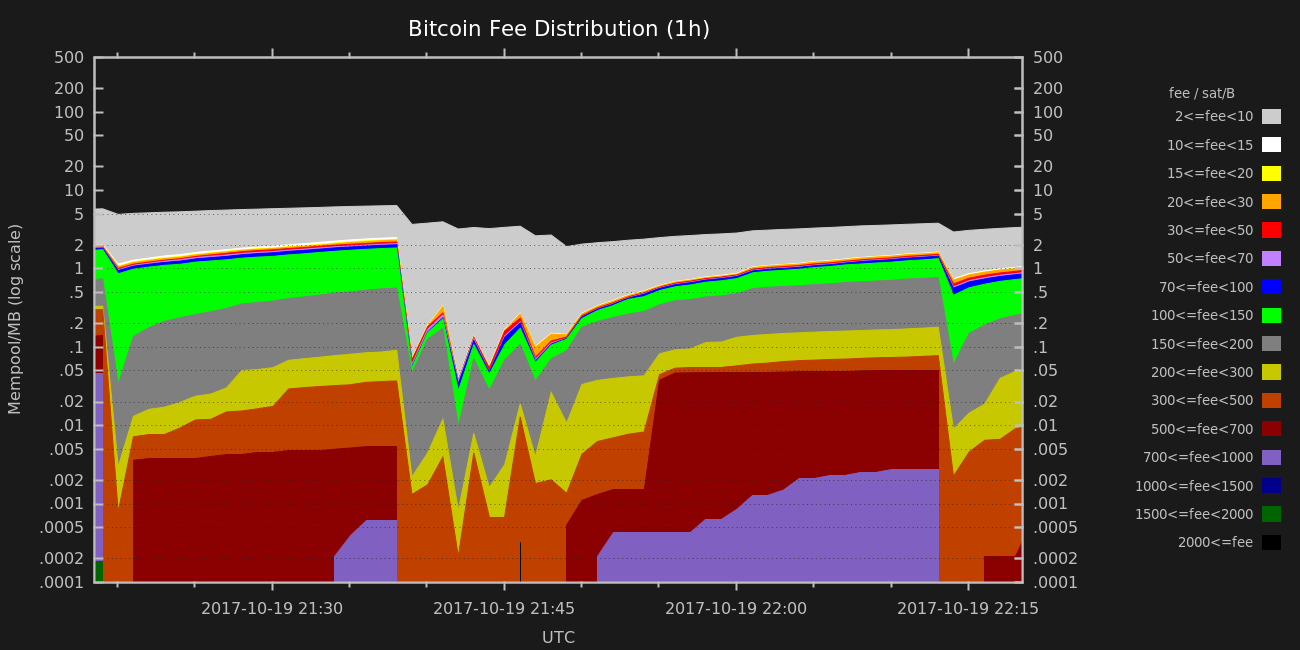 Bitcoin Fee Distribution (1h)
500 500
200 200
100 100
50 50
20 20
10 10
5 5
2 2
1 1
.5 .5
.2 .2
.1 .1
.05 .05
.02 .02
.01 .01
.005 .005
.002 .002
.001 .001
.0005 .0005
.0002 .0002
.0001 .0001
Mempool/MB (log scale)
2017-10-19 21:30 2017-10-19 21:45 2017-10-19 22:00 2017-10-19 22:15
UTC
fee / sat/B
2<=fee<10
10<=fee<15
15<=fee<20
20<=fee<30
30<=fee<50
50<=fee<70
70<=fee<100
100<=fee<150
150<=fee<200
200<=fee<300
300<=fee<500
500<=fee<700
700<=fee<1000
1000<=fee<1500
1500<=fee<2000
2000<=fee